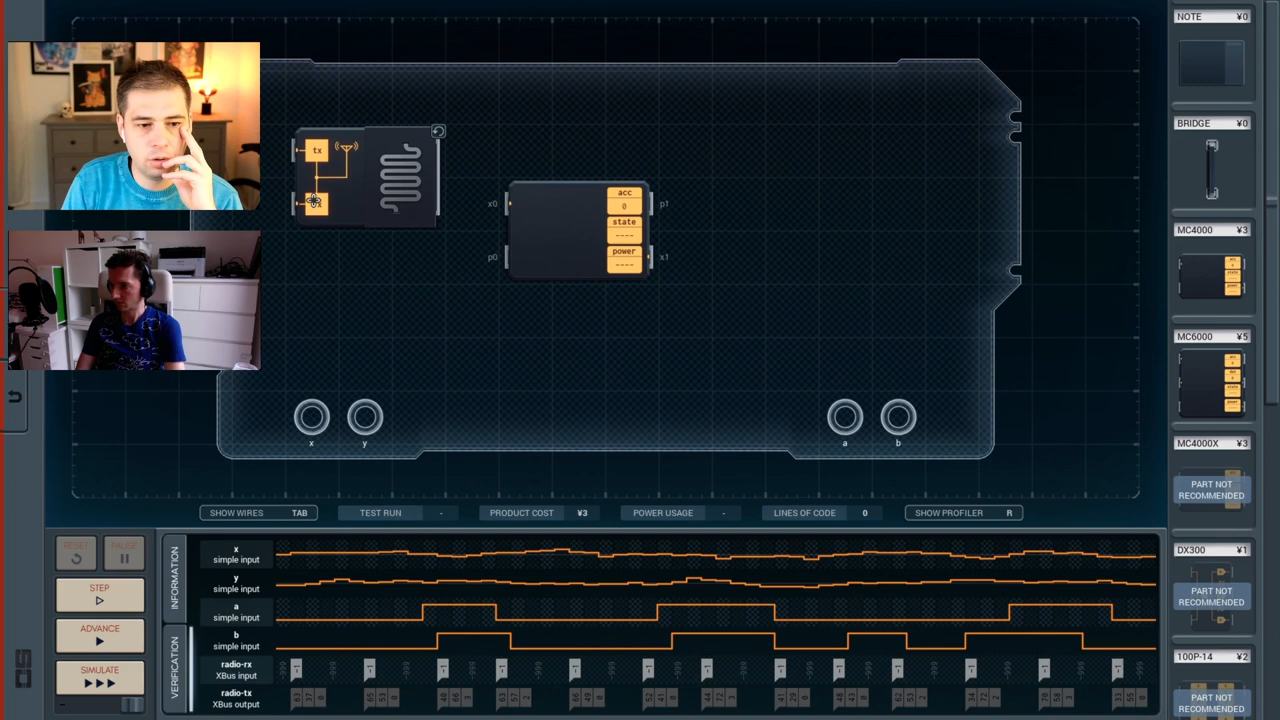 NOTE ¥0
BRIDGE ¥0
MC4000 ¥3
MC6000 ¥5
MC4000X ¥3
PART NOT
RECOMMENDED
DX300 ¥1
PART NOT
RECOMMENDED
100P-14 ¥2
PART NOT
RECOMMENDED
tx
x0
p0
acc
0
state
----
power
----
p1
x1
x
y
a
b
SHOW WIRES TAB
TEST RUN -
PRODUCT COST ¥3
POWER USAGE -
LINES OF CODE 0
SHOW PROFILER R
RESET
PAUSE
STEP
ADVANCE
SIMULATE
INFORMATION
VERIFICATION
x
simple input
y
simple input
a
simple input
b
simple input
radio-rx
XBus input
radio-tx
XBus output